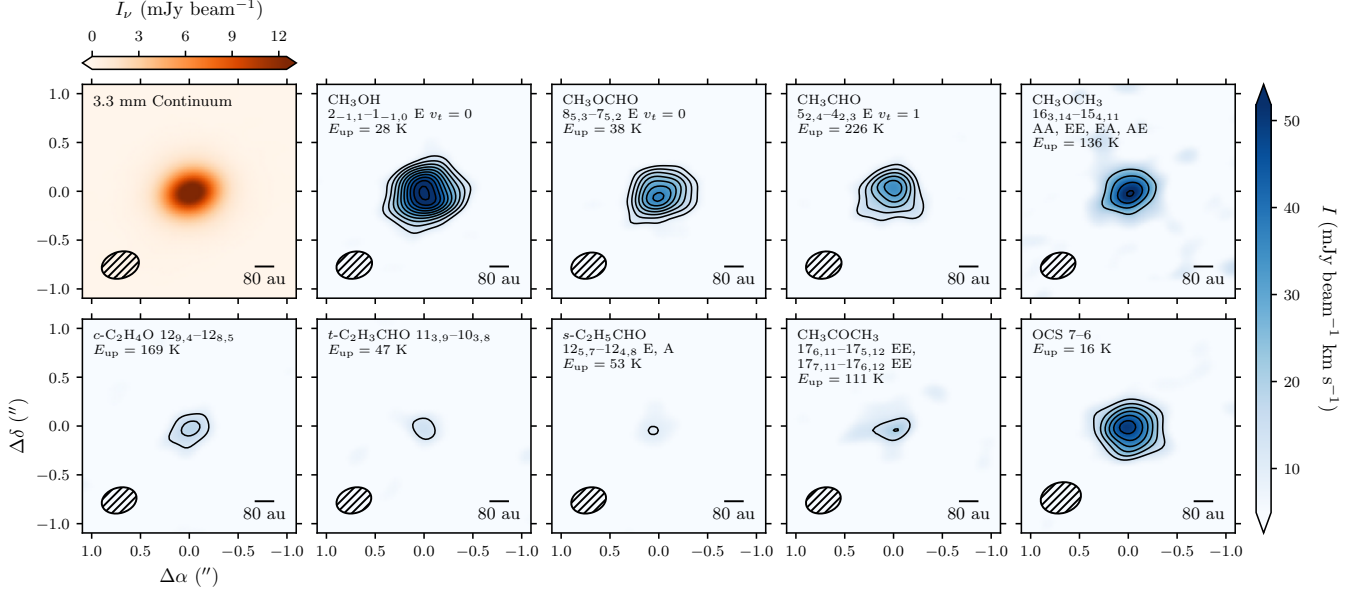 I_ν (mJy beam⁻¹)
0 3 6 9 12
3.3 mm Continuum
80 au
CH₃OH
2₋₁,₁–1₋₁,₀ E v_t = 0
E_up = 28 K
80 au
CH₃OCHO
8₅,₃–7₅,₂ E v_t = 0
E_up = 38 K
80 au
CH₃CHO
5₂,₄–4₂,₃ E v_t = 1
E_up = 226 K
80 au
CH₃OCH₃
16₃,₁₄–15₄,₁₁
AA, EE, EA, AE
E_up = 136 K
80 au
1.0
0.5
0.0
−0.5
−1.0
c-C₂H₄O 12₉,₄–12₈,₅
E_up = 169 K
80 au
t-C₂H₃CHO 11₃,₉–10₃,₈
E_up = 47 K
80 au
s-C₂H₅CHO
12₅,₇–12₄,₈ E, A
E_up = 53 K
80 au
CH₃COCH₃
17₆,₁₁–17₅,₁₂ EE,
17₇,₁₁–17₆,₁₂ EE
E_up = 111 K
80 au
OCS 7–6
E_up = 16 K
80 au
1.0
0.5
0.0
−0.5
−1.0
Δδ (′′)
1.0 0.5 0.0 −0.5 −1.0
1.0 0.5 0.0 −0.5 −1.0
1.0 0.5 0.0 −0.5 −1.0
1.0 0.5 0.0 −0.5 −1.0
1.0 0.5 0.0 −0.5 −1.0
Δα (′′)
50
40
30
20
10
I (mJy beam⁻¹ km s⁻¹)